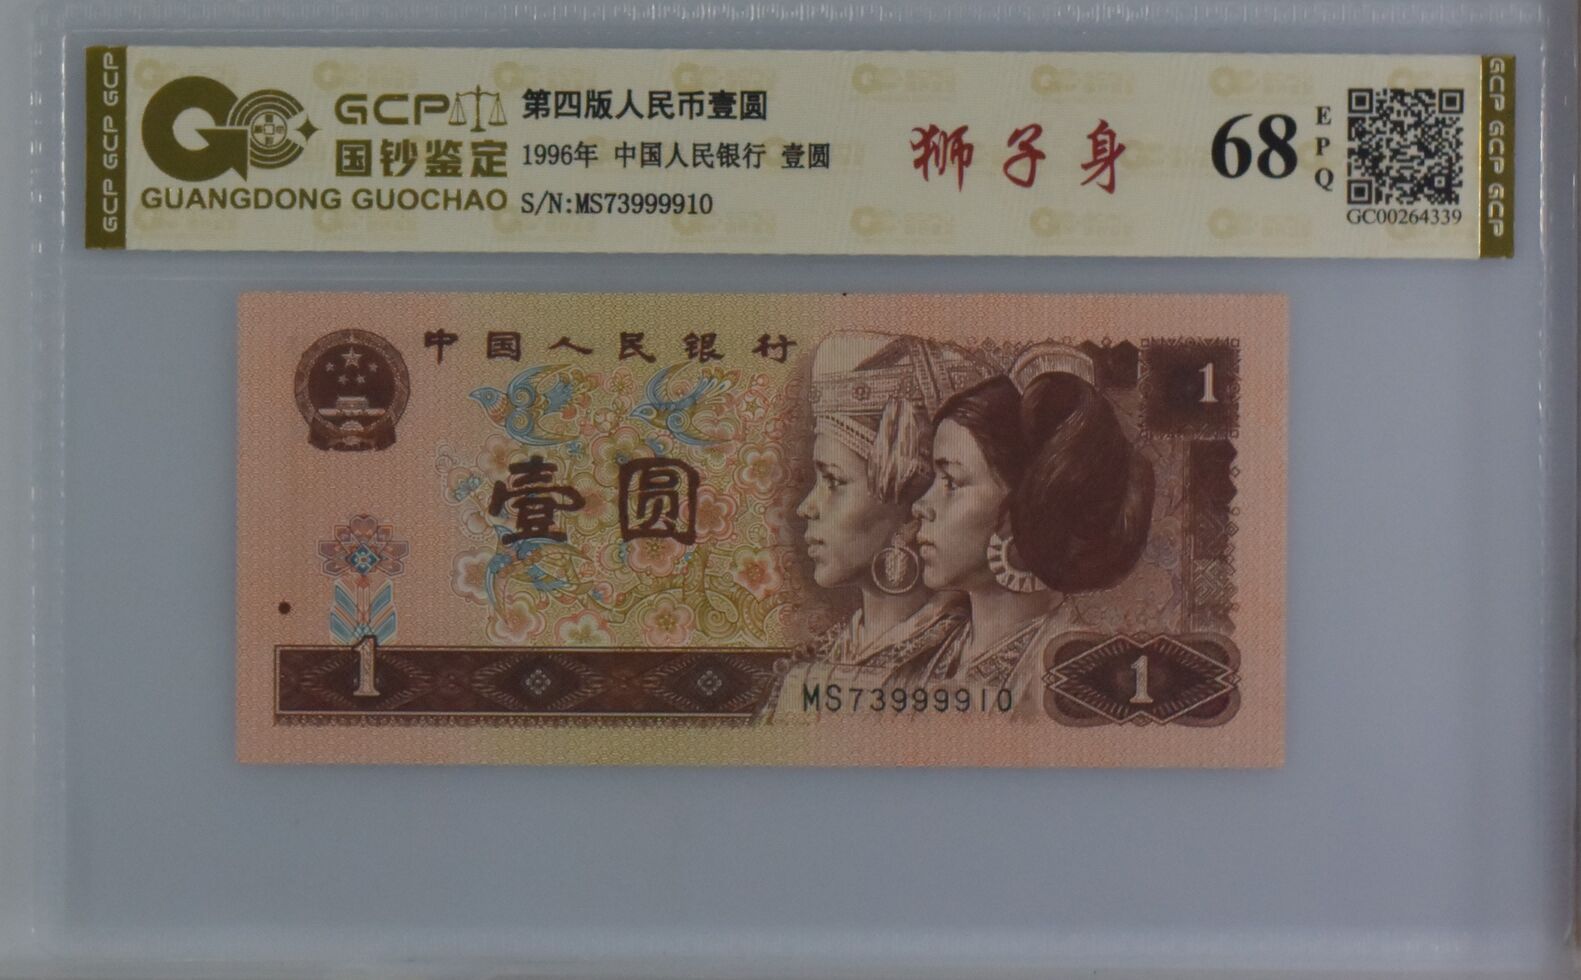 GCP GCP GCP
GCP
国钞鉴定
GUANGDONG GUOCHAO
第四版人民币壹圆
1996年 中国人民银行 壹圆
S/N:MS73999910
狮子身
68
EPQ
GC00264339
GCP GCP GCP
中国人民银行
1
壹圆
1
MS73999910
1